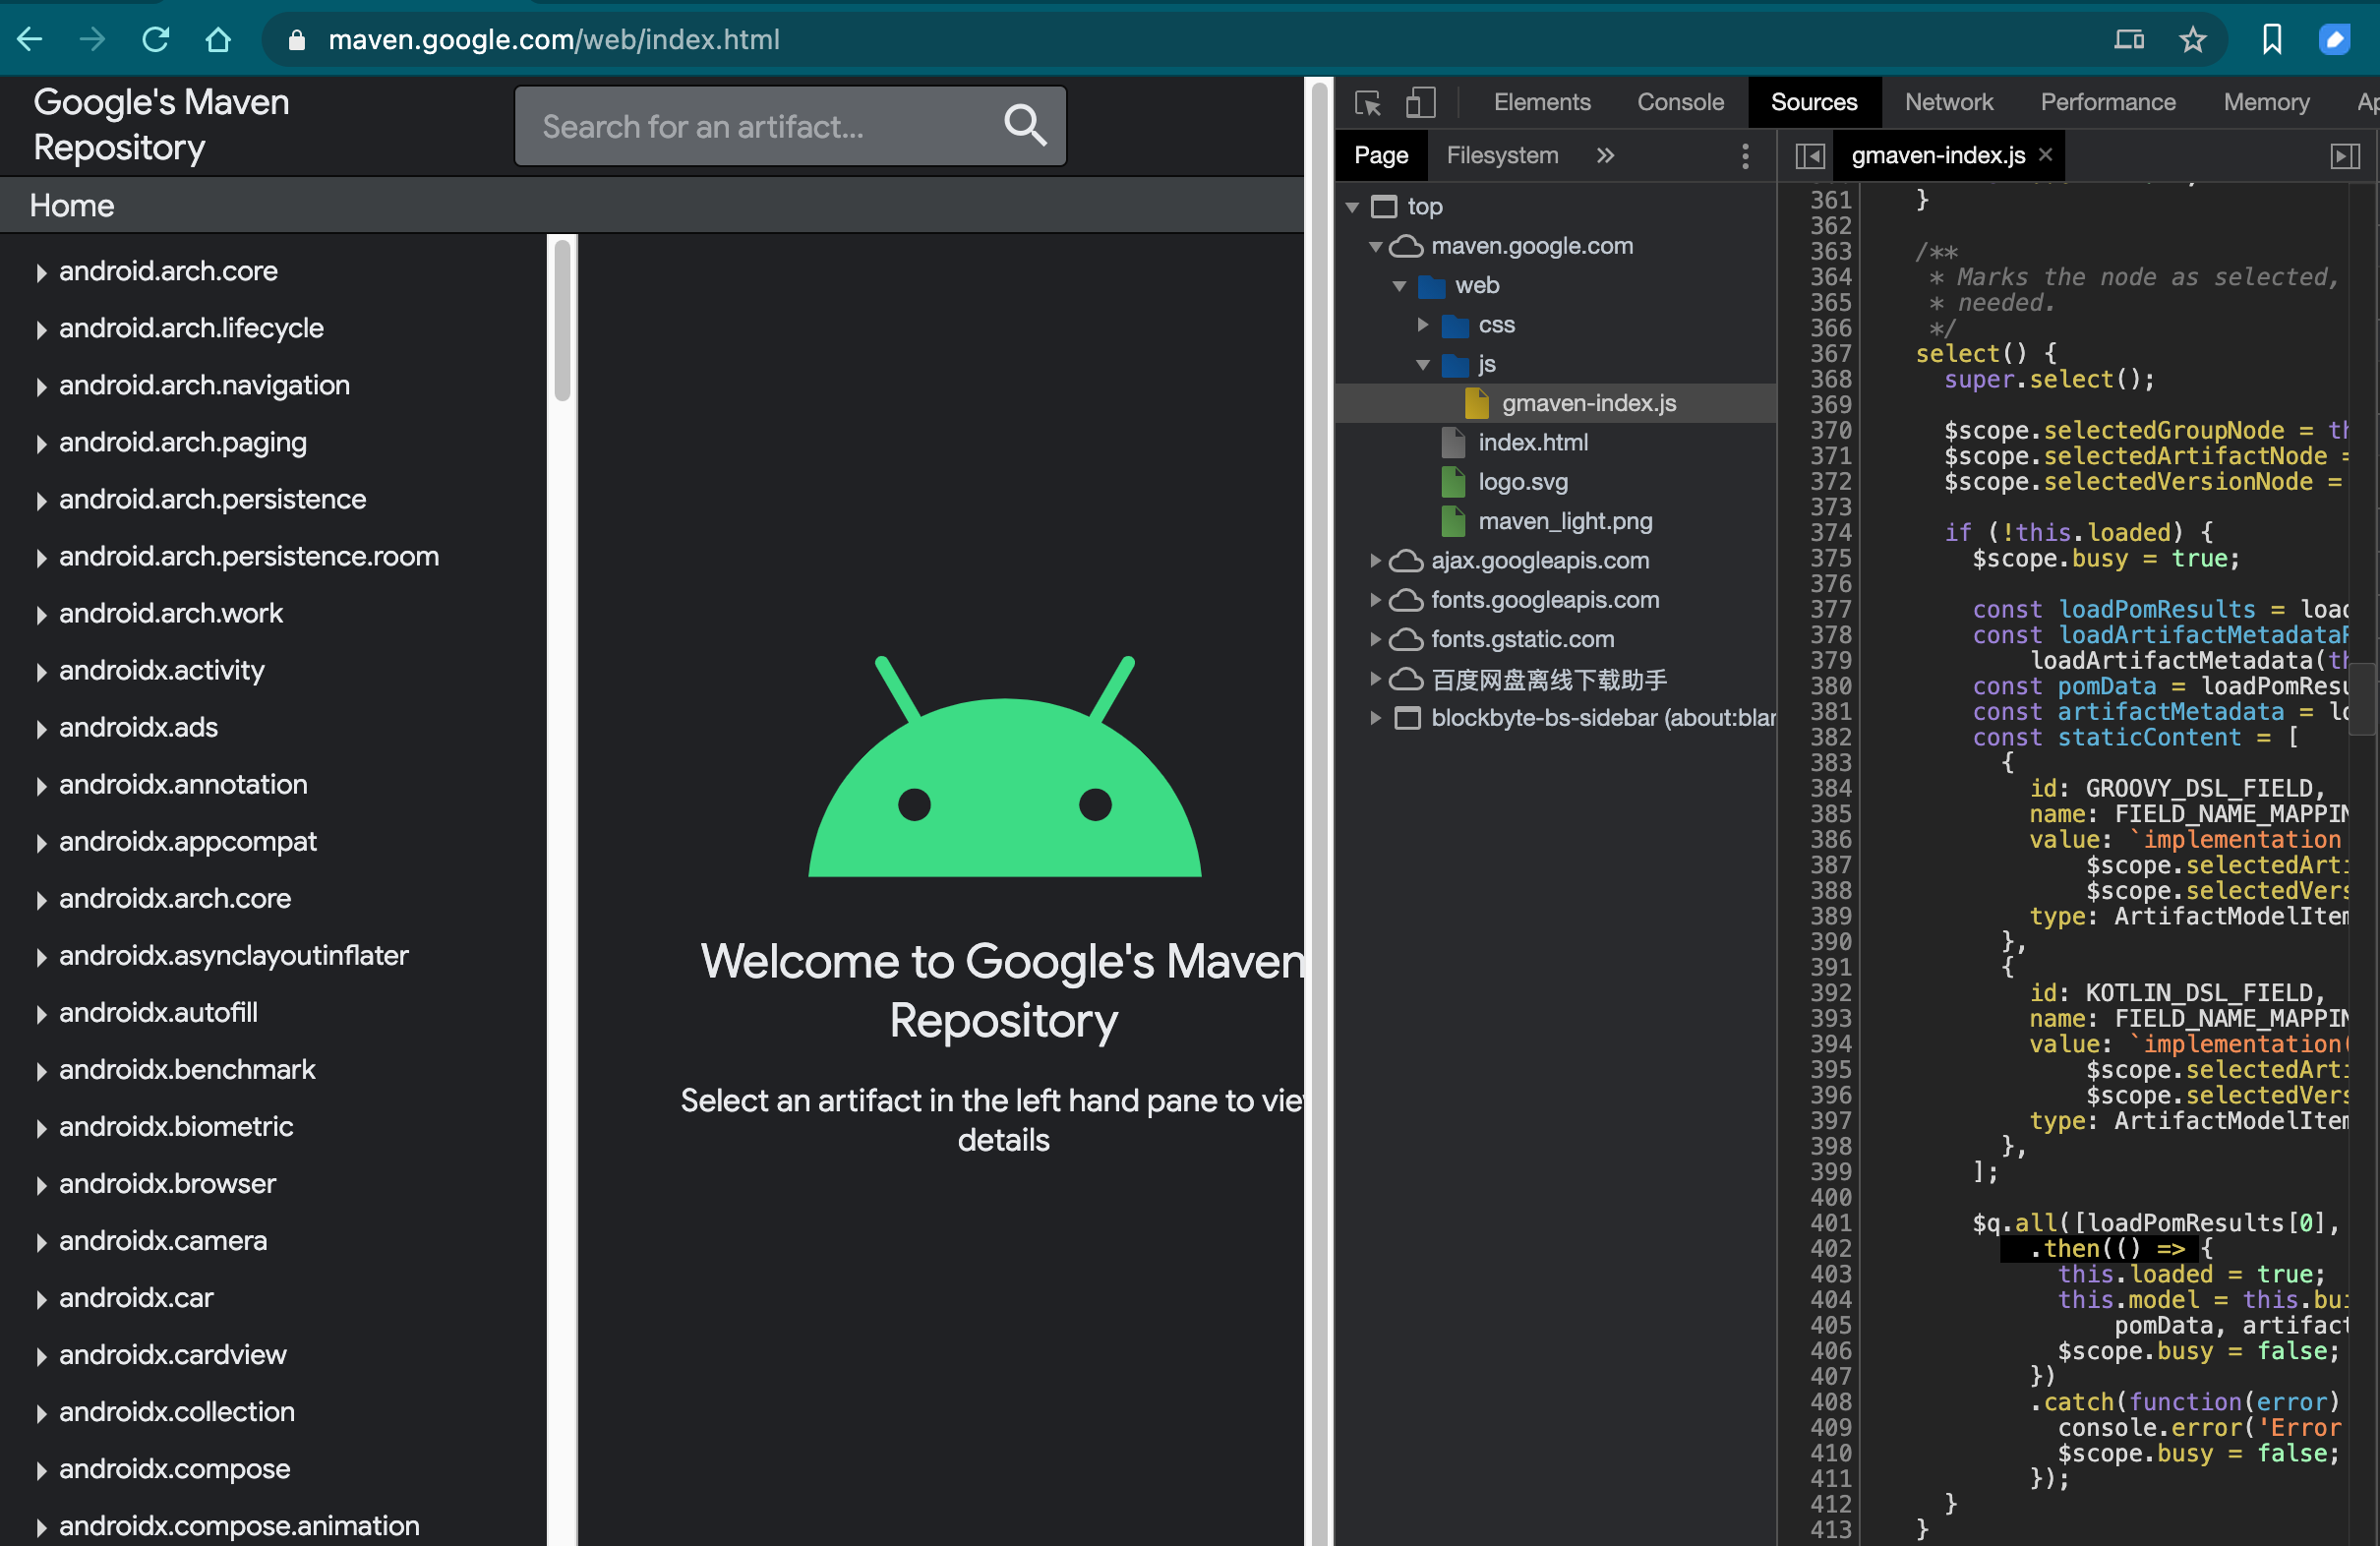 maven.google.com/web/index.html
Google's Maven
Repository
Search for an artifact...
Home
android.arch.core
android.arch.lifecycle
android.arch.navigation
android.arch.paging
android.arch.persistence
android.arch.persistence.room
android.arch.work
androidx.activity
androidx.ads
androidx.annotation
androidx.appcompat
androidx.arch.core
androidx.asynclayoutinflater
androidx.autofill
androidx.benchmark
androidx.biometric
androidx.browser
androidx.camera
androidx.car
androidx.cardview
androidx.collection
androidx.compose
androidx.compose.animation
Welcome to Google's Maven
Repository
Select an artifact in the left hand pane to vie
details
Elements Console Sources Network Performance Memory Ap
Page Filesystem »
top
maven.google.com
web
css
js
gmaven-index.js
index.html
logo.svg
maven_light.png
ajax.googleapis.com
fonts.googleapis.com
fonts.gstatic.com
百度网盘离线下载助手
blockbyte-bs-sidebar (about:blar
gmaven-index.js ×
361 }
362
363 /**
364 * Marks the node as selected,
365 * needed.
366 */
367 select() {
368 super.select();
369
370 $scope.selectedGroupNode = th
371 $scope.selectedArtifactNode =
372 $scope.selectedVersionNode =
373
374 if (!this.loaded) {
375 $scope.busy = true;
376
377 const loadPomResults = load
378 const loadArtifactMetadataR
379 loadArtifactMetadata(th
380 const pomData = loadPomResu
381 const artifactMetadata = lo
382 const staticContent = [
383 {
384 id: GROOVY_DSL_FIELD,
385 name: FIELD_NAME_MAPPIN
386 value: `implementation
387 $scope.selectedArti
388 $scope.selectedVers
389 type: ArtifactModelItem
390 },
391 {
392 id: KOTLIN_DSL_FIELD,
393 name: FIELD_NAME_MAPPIN
394 value: `implementation(
395 $scope.selectedArti
396 $scope.selectedVers
397 type: ArtifactModelItem
398 },
399 ];
400
401 $q.all([loadPomResults[0],
402 .then(() => {
403 this.loaded = true;
404 this.model = this.bui
405 pomData, artifact
406 $scope.busy = false;
407 })
408 .catch(function(error)
409 console.error('Error
410 $scope.busy = false;
411 });
412 }
413 }